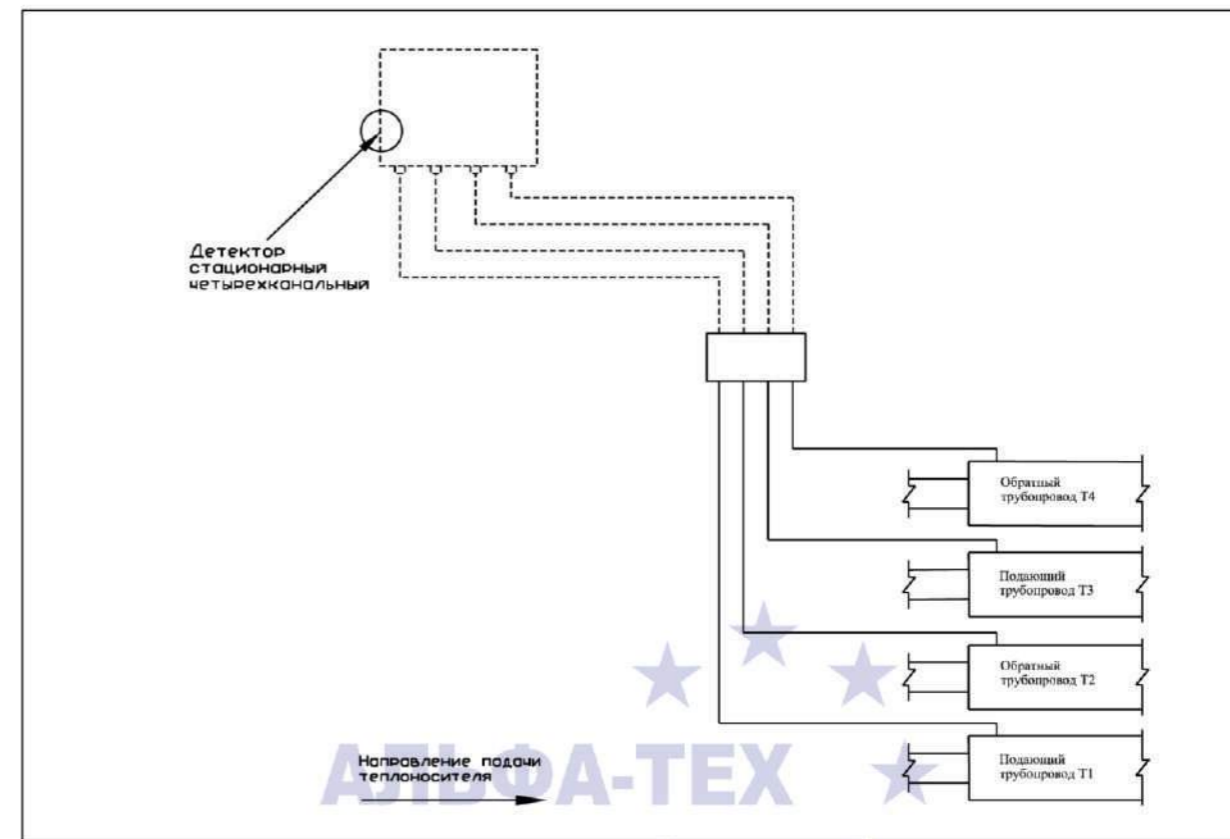 Детектор
стационарный
четырехканальный
Обратный
трубопровод Т4
Подающий
трубопровод Т3
Обратный
трубопровод Т2
Подающий
трубопровод Т1
Направление подачи
теплоносителя
АЛЬФА-ТЕХ